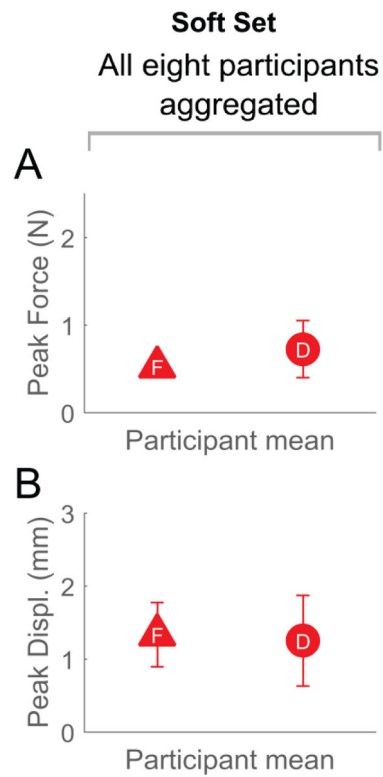 Soft Set
All eight participants
aggregated
A
Peak Force (N)
2
1
0
F
D
Participant mean
B
Peak Displ. (mm)
3
2
1
0
F
D
Participant mean